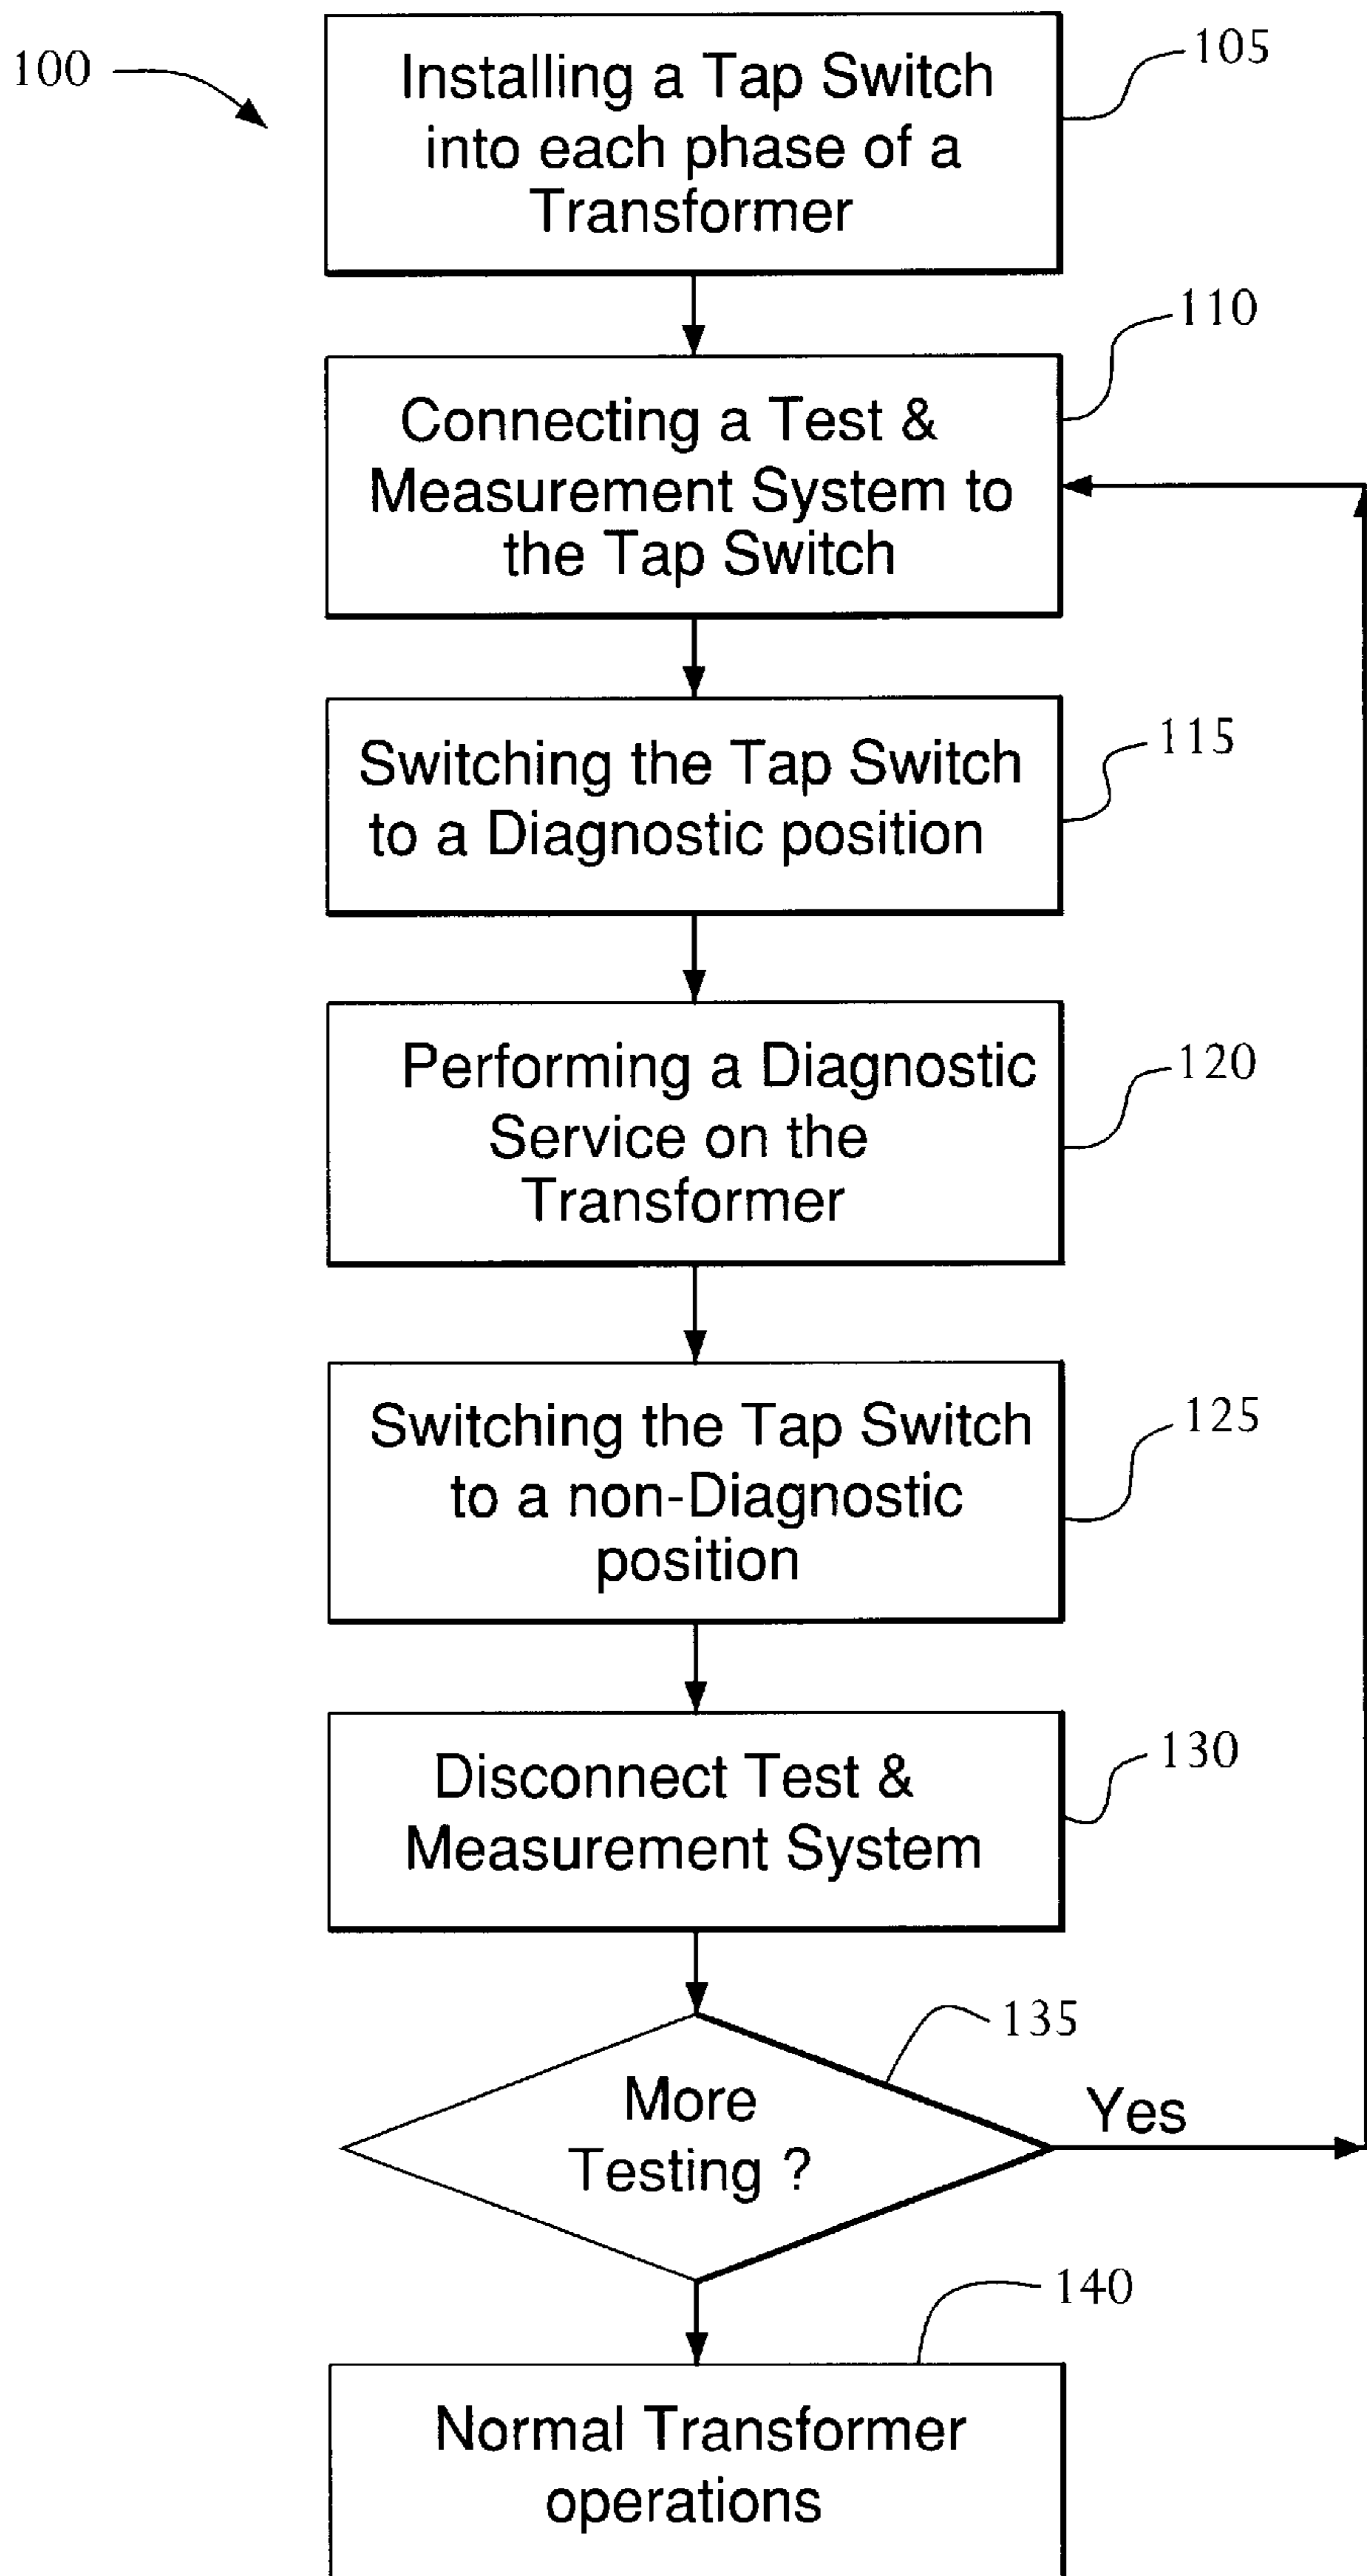 100
Installing a Tap Switch
into each phase of a
Transformer
105
Connecting a Test &
Measurement System to
the Tap Switch
110
Switching the Tap Switch
to a Diagnostic position
115
Performing a Diagnostic
Service on the
Transformer
120
Switching the Tap Switch
to a non-Diagnostic
position
125
Disconnect Test &
Measurement System
130
More
Testing ?
135
Yes
Normal Transformer
operations
140